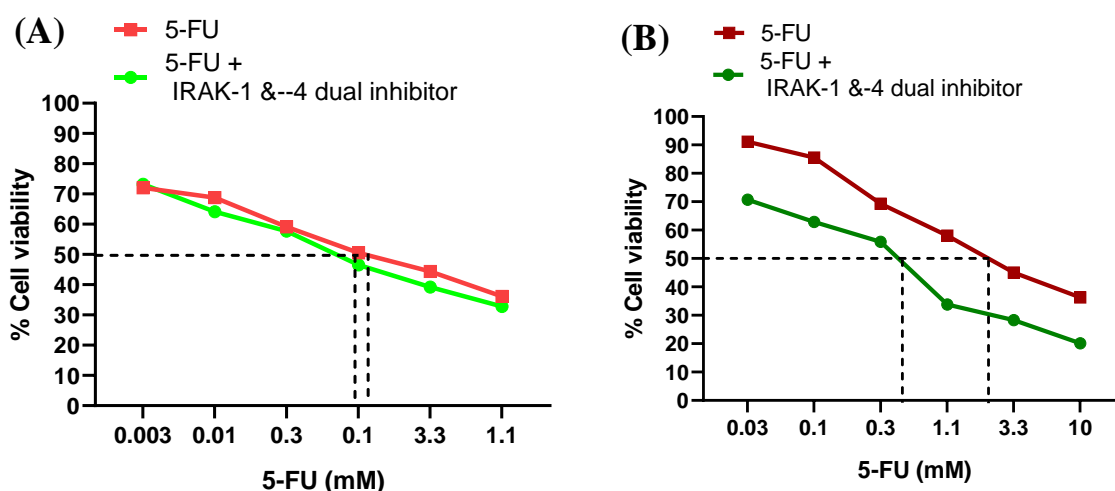 (A)
5-FU
5-FU +
IRAK-1 &--4 dual inhibitor
% Cell viability
100
90
80
70
60
50
40
30
20
10
0
0.003 0.01 0.3 0.1 3.3 1.1
5-FU (mM)
(B)
5-FU
5-FU +
IRAK-1 &-4 dual inhibitor
% Cell viability
100
90
80
70
60
50
40
30
20
10
0
0.03 0.1 0.3 1.1 3.3 10
5-FU (mM)